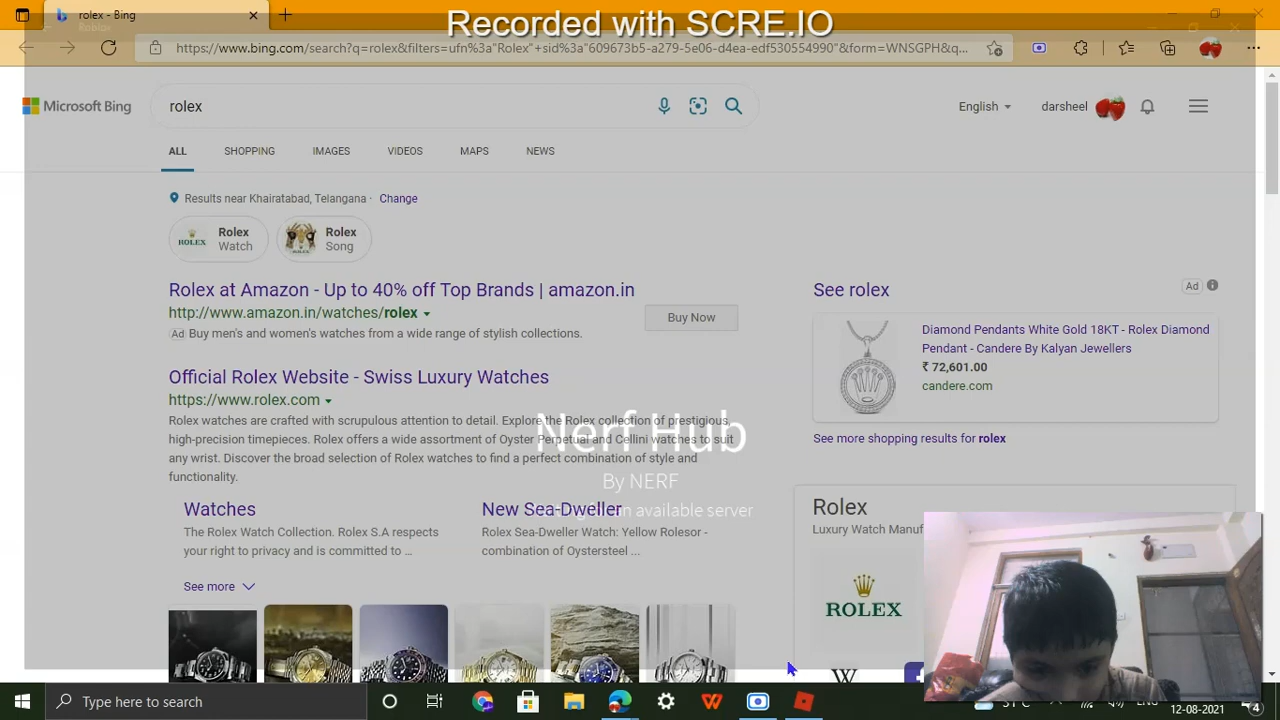 rolex - Bing
Recorded with SCRE.IO
Roblox
https://www.bing.com/search?q=rolex&filters=ufn%3a"Rolex"+sid%3a"609673b5-a279-5e06-d4ea-edf530554990"&form=WNSGPH&q...
Microsoft Bing
rolex
English
darsheel
ALL
SHOPPING
IMAGES
VIDEOS
MAPS
NEWS
Results near Khairatabad, Telangana · Change
ROLEX
Rolex
Watch
Rolex
Song
Rolex at Amazon - Up to 40% off Top Brands | amazon.in
http://www.amazon.in/watches/rolex
Ad Buy men's and women's watches from a wide range of stylish collections.
Buy Now
See rolex
Ad
Diamond Pendants White Gold 18KT - Rolex Diamond
Pendant - Candere By Kalyan Jewellers
₹ 72,601.00
candere.com
See more shopping results for rolex
Official Rolex Website - Swiss Luxury Watches
https://www.rolex.com
Rolex watches are crafted with scrupulous attention to detail. Explore the Rolex collection of prestigious,
high-precision timepieces. Rolex offers a wide assortment of Oyster Perpetual and Cellini watches to suit
any wrist. Discover the broad selection of Rolex watches to find a perfect combination of style and
functionality.
Nerf Hub
By NERF
available server
Watches
The Rolex Watch Collection. Rolex S.A respects
your right to privacy and is committed to ...
New Sea-Dweller
Rolex Sea-Dweller Watch: Yellow Rolesor -
combination of Oystersteel ...
See more
Rolex
Luxury Watch Manuf
ROLEX
W
Type here to search
31°C
ENG
12-08-2021
4